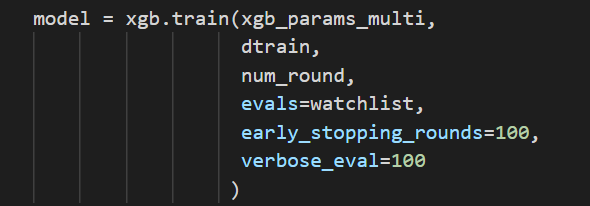 model = xgb.train(xgb_params_multi,
dtrain,
num_round,
evals=watchlist,
early_stopping_rounds=100,
verbose_eval=100
)